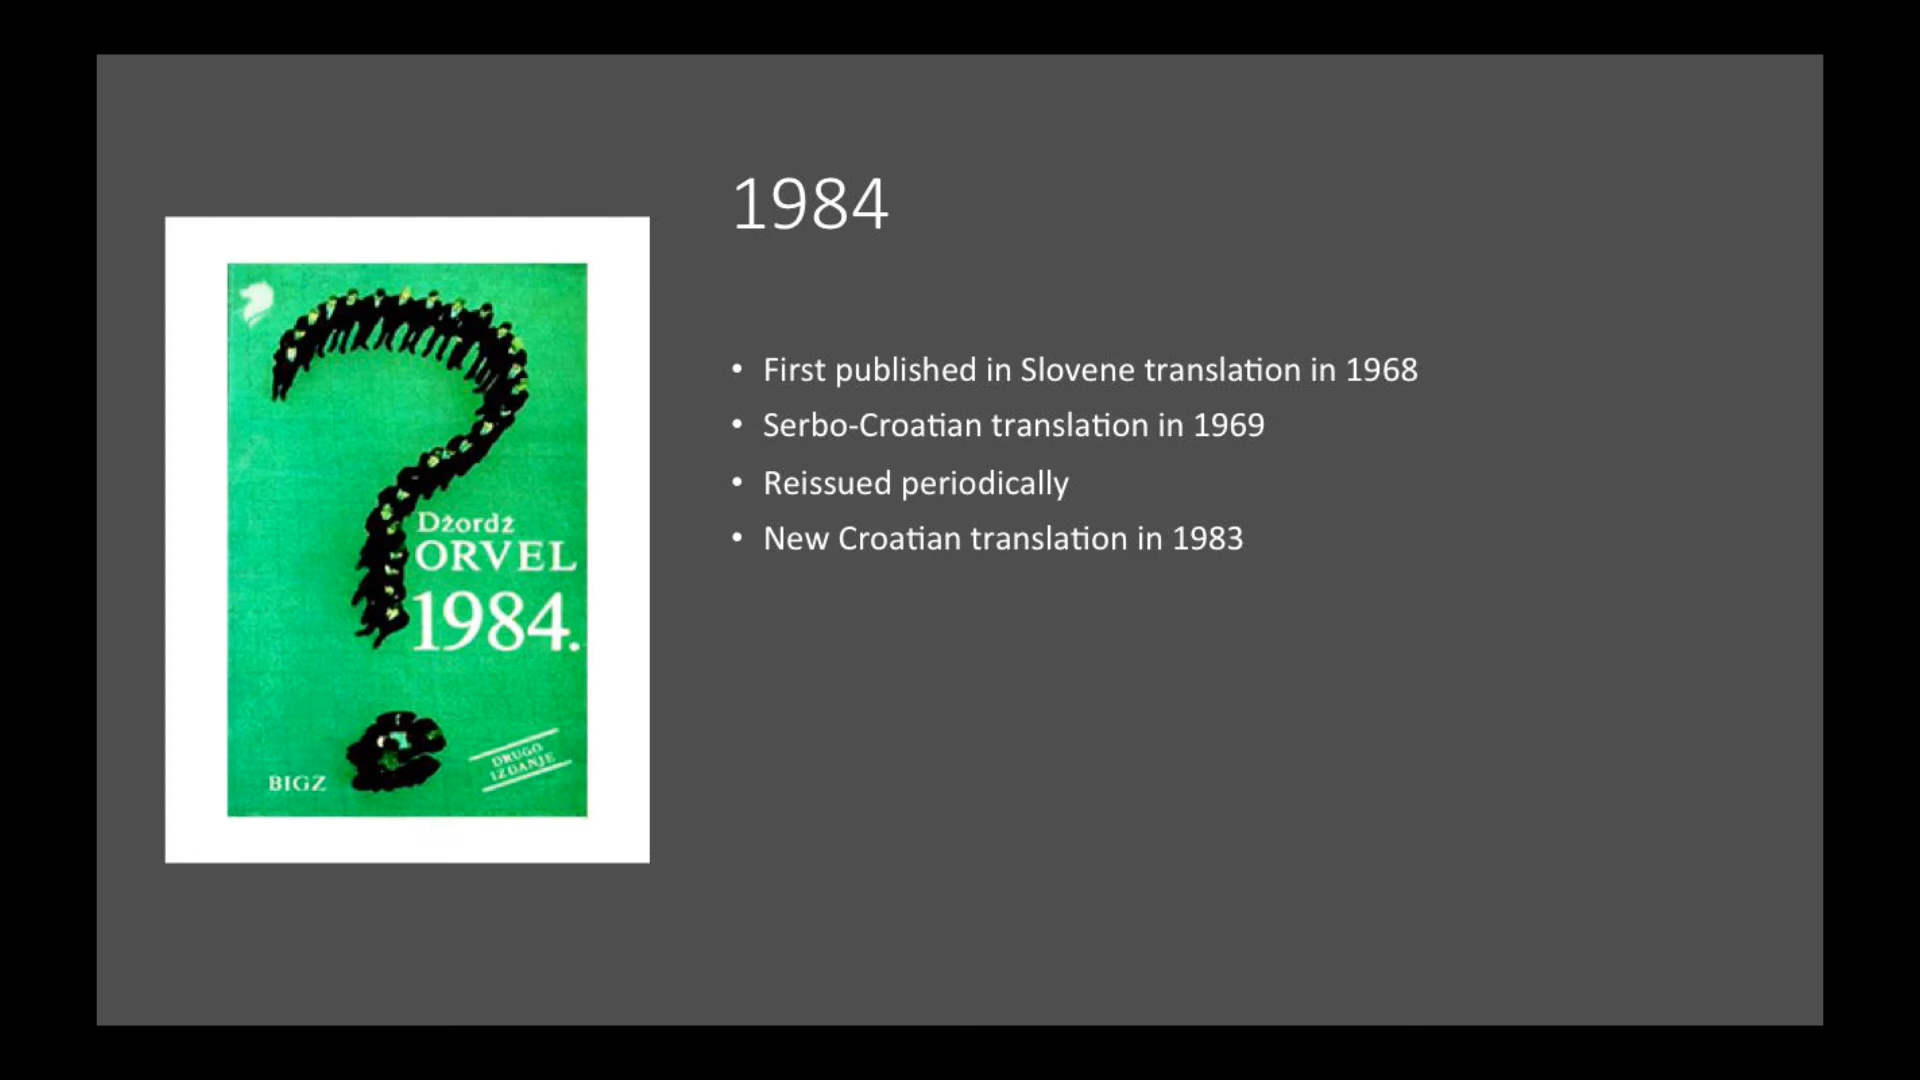 1984
• First published in Slovene translation in 1968
• Serbo-Croatian translation in 1969
• Reissued periodically
• New Croatian translation in 1983
Džordž
ORVEL
1984.
DRUGO
IZDANJE
BIGZ